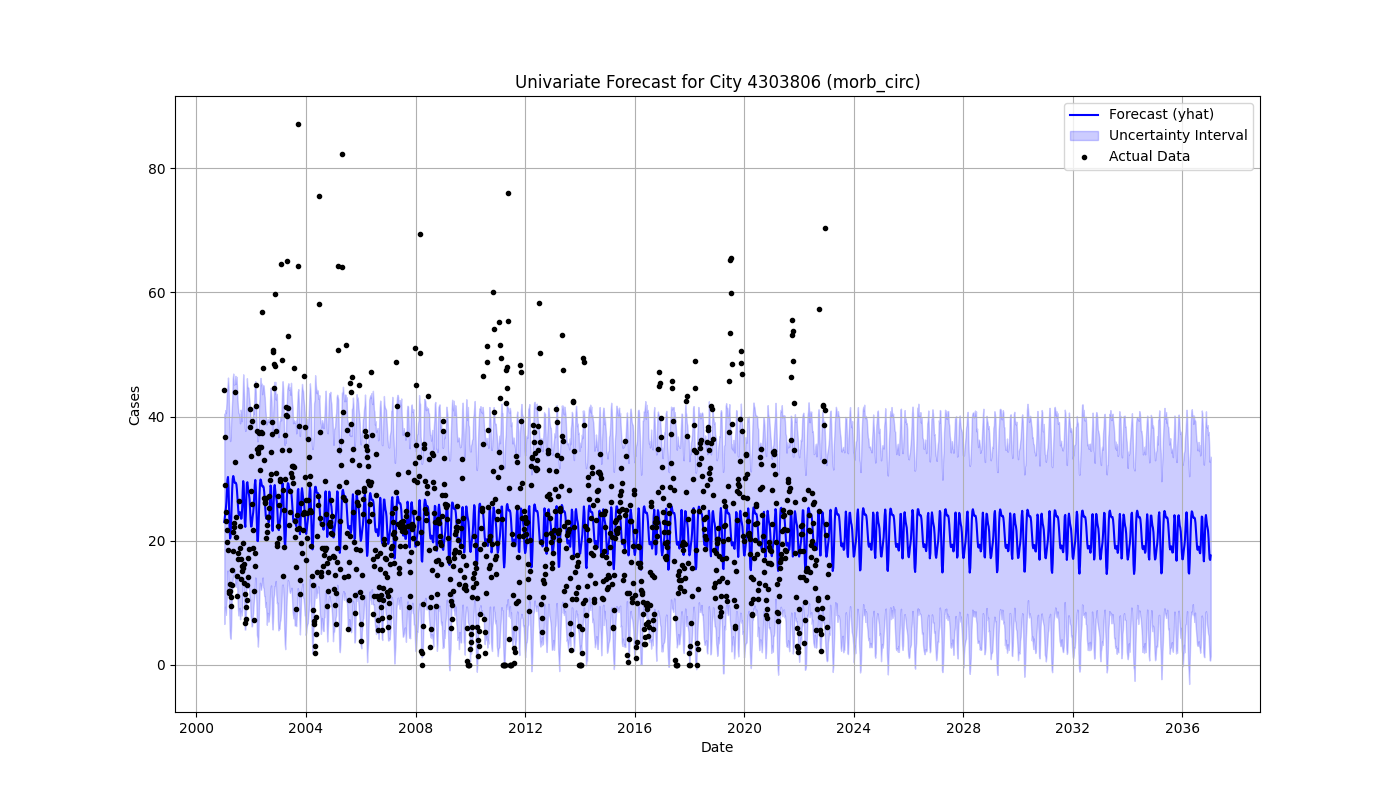 Univariate Forecast for City 4303806 (morb_circ)
Forecast (yhat)
Uncertainty Interval
Actual Data
Cases
80
60
40
20
0
2000 2004 2008 2012 2016 2020 2024 2028 2032 2036
Date